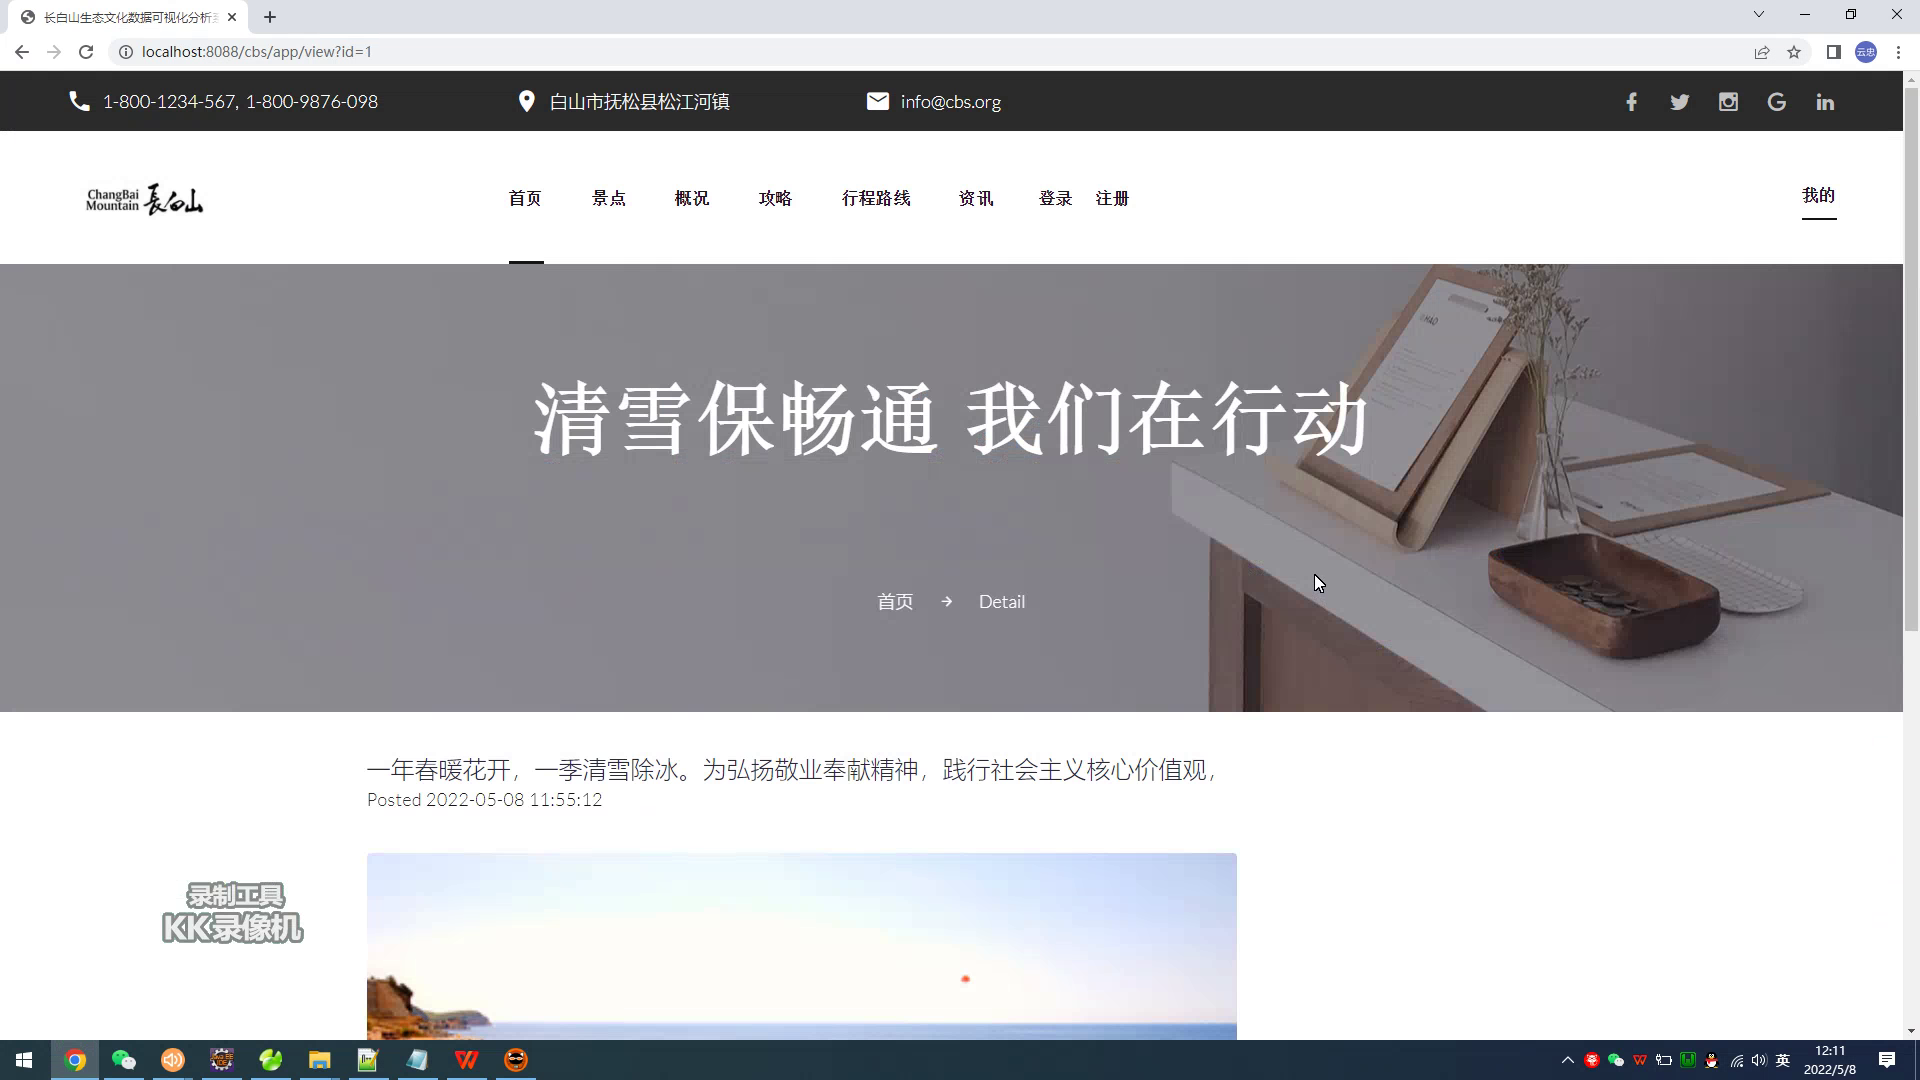 长白山生态文化数据可视化分析
localhost:8088/cbs/app/view?id=1
云忠
1-800-1234-567, 1-800-9876-098
白山市抚松县松江河镇
info@cbs.org
ChangBai
Mountain 長白山
首页
景点
概况
攻略
行程路线
资讯
登录
注册
我的
清雪保畅通 我们在行动
首页
Detail
一年春暖花开，一季清雪除冰。为弘扬敬业奉献精神，践行社会主义核心价值观，
Posted 2022-05-08 11:55:12
录制工具
KK录像机
英
12:11
2022/5/8